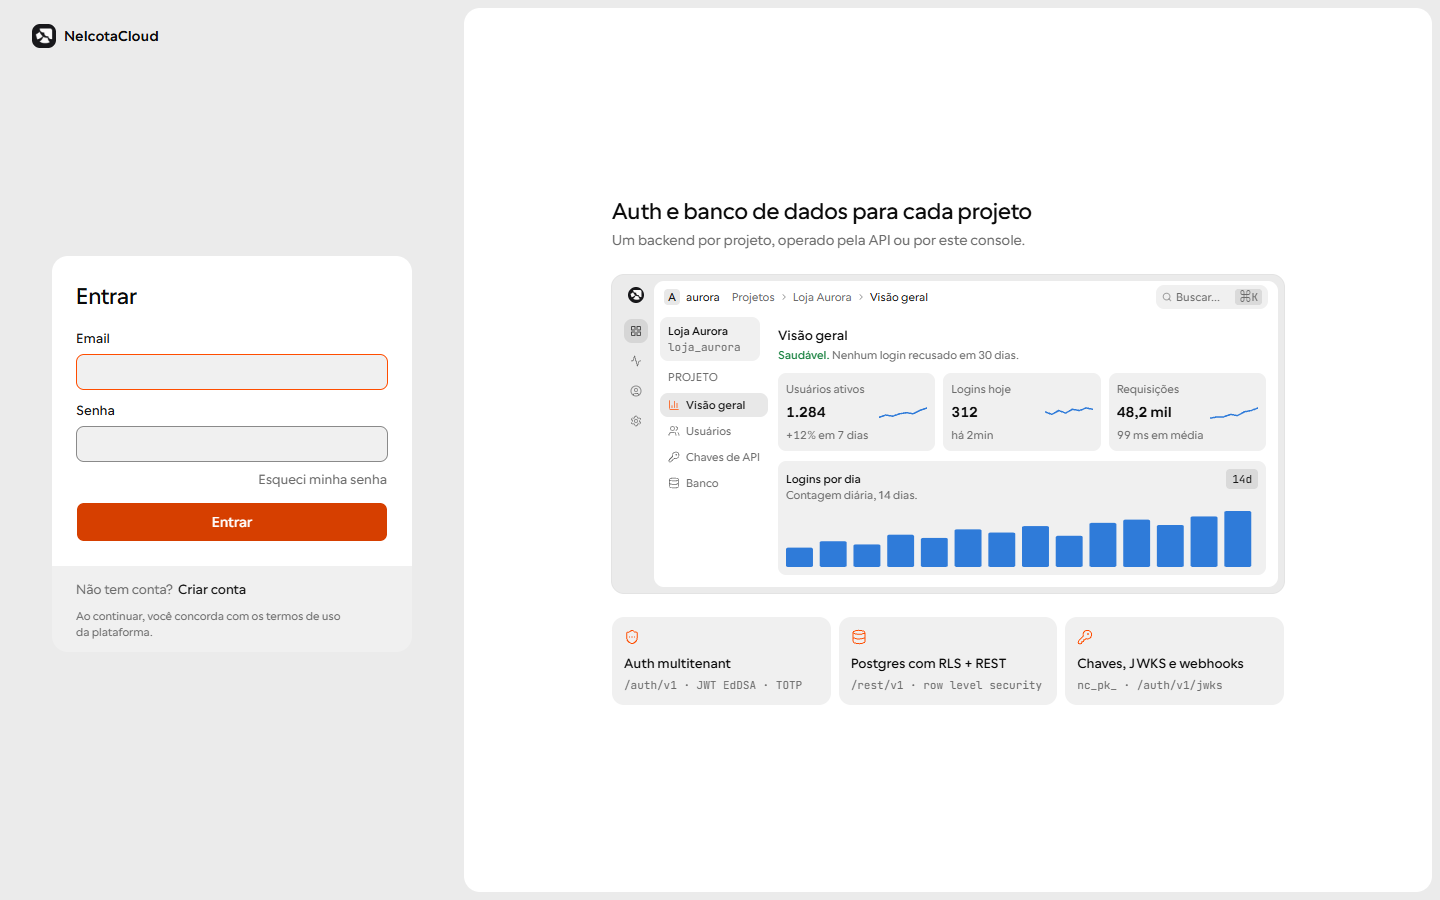 NelcotaCloud
Entrar
Email
Senha
Esqueci minha senha
Entrar
Não tem conta? Criar conta
Ao continuar, você concorda com os termos de uso
da plataforma.
Auth e banco de dados para cada projeto
Um backend por projeto, operado pela API ou por este console.
A aurora Projetos > Loja Aurora > Visão geral
Buscar... ⌘K
Loja Aurora
loja_aurora
PROJETO
Visão geral
Usuários
Chaves de API
Banco
Visão geral
Saudável. Nenhum login recusado em 30 dias.
Usuários ativos
1.284
+12% em 7 dias
Logins hoje
312
há 2min
Requisições
48,2 mil
99 ms em média
Logins por dia
14d
Contagem diária, 14 dias.
Auth multitenant
/auth/v1 · JWT EdDSA · TOTP
Postgres com RLS + REST
/rest/v1 · row level security
Chaves, JWKS e webhooks
nc_pk_ · /auth/v1/jwks